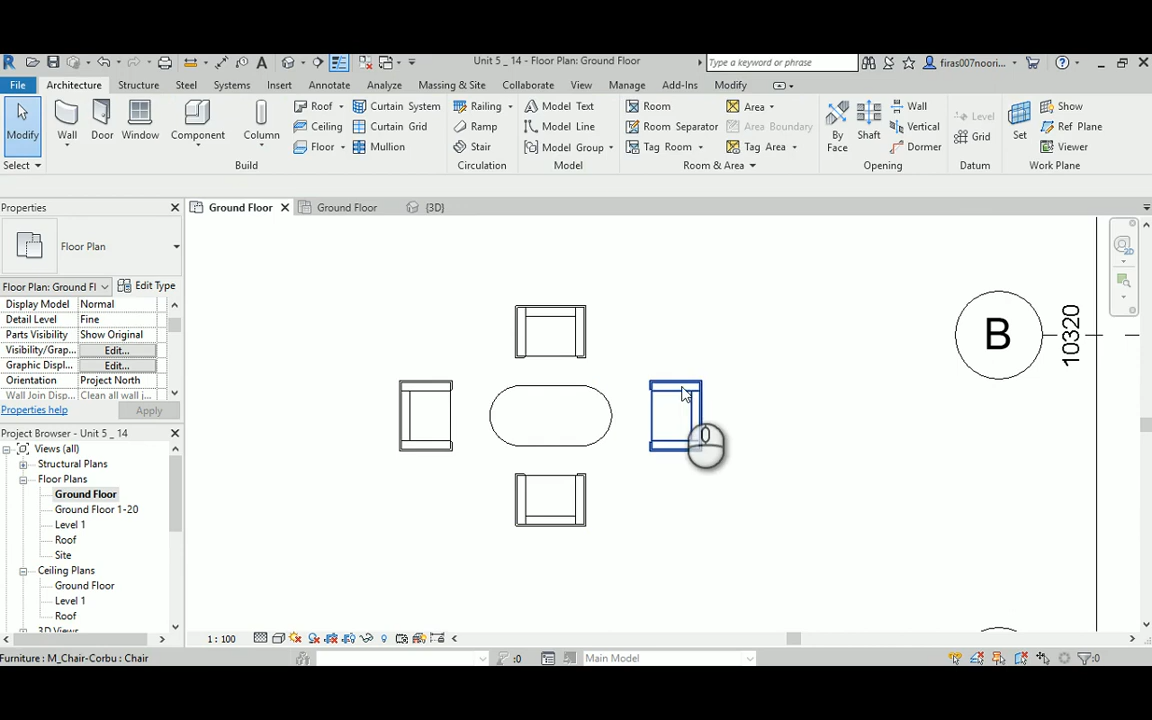 Unit 5 _ 14 - Floor Plan: Ground Floor
Type a keyword or phrase
firas007noori...
File Architecture Structure Steel Systems Insert Annotate Analyze Massing & Site Collaborate View Manage Add-Ins Modify
Modify
Wall
Door
Window
Component
Column
Roof
Ceiling
Floor
Curtain System
Curtain Grid
Mullion
Railing
Ramp
Stair
Model Text
Model Line
Model Group
Room
Room Separator
Tag Room
Area
Area Boundary
Tag Area
By
Face
Shaft
Wall
Vertical
Dormer
Level
Grid
Set
Show
Ref Plane
Viewer
Select Build Circulation Model Room & Area Opening Datum Work Plane
Properties
Ground Floor
Ground Floor
{3D}
Floor Plan
Floor Plan: Ground Fl
Edit Type
Display Model Normal
Detail Level Fine
Parts Visibility Show Original
Visibility/Grap... Edit...
Graphic Displ... Edit...
Orientation Project North
Wall Join Disp... Clean all wall j...
Properties help
Apply
Project Browser - Unit 5 _ 14
Views (all)
Structural Plans
Floor Plans
Ground Floor
Ground Floor 1-20
Level 1
Roof
Site
Ceiling Plans
Ground Floor
Level 1
Roof
3D Views
B
10320
1 : 100
Furniture : M_Chair-Corbu : Chair
:0
Main Model
:0